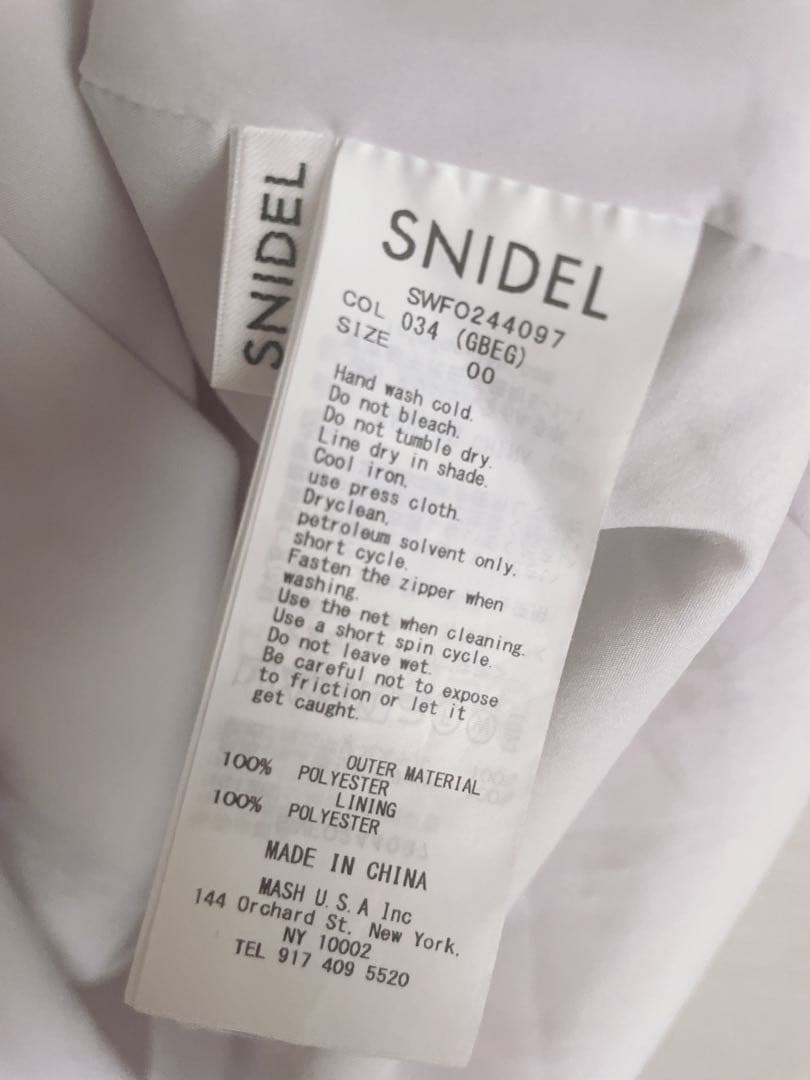 SNIDEL
SNIDEL
SWFO244097
COL 034 (GBEG)
SIZE 00
Hand wash cold.
Do not bleach.
Do not tumble dry.
Line dry in shade.
Cool iron,
use press cloth.
Dryclean,
petroleum solvent only.
short cycle.
Fasten the zipper when
washing.
Use the net when cleaning.
Use a short spin cycle.
Do not leave wet.
Be careful not to expose
to friction or let it
get caught.
OUTER MATERIAL
100% POLYESTER
LINING
100% POLYESTER
MADE IN CHINA
MASH U.S.A Inc
144 Orchard St. New York,
NY 10002
TEL 917 409 5520